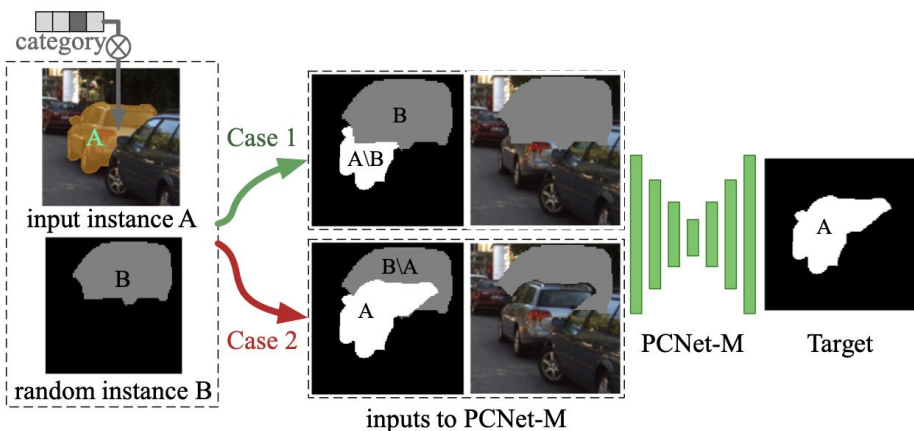 category
A
input instance A
B
random instance B
Case 1
Case 2
B
A\B
B\A
A
inputs to PCNet-M
PCNet-M
A
Target